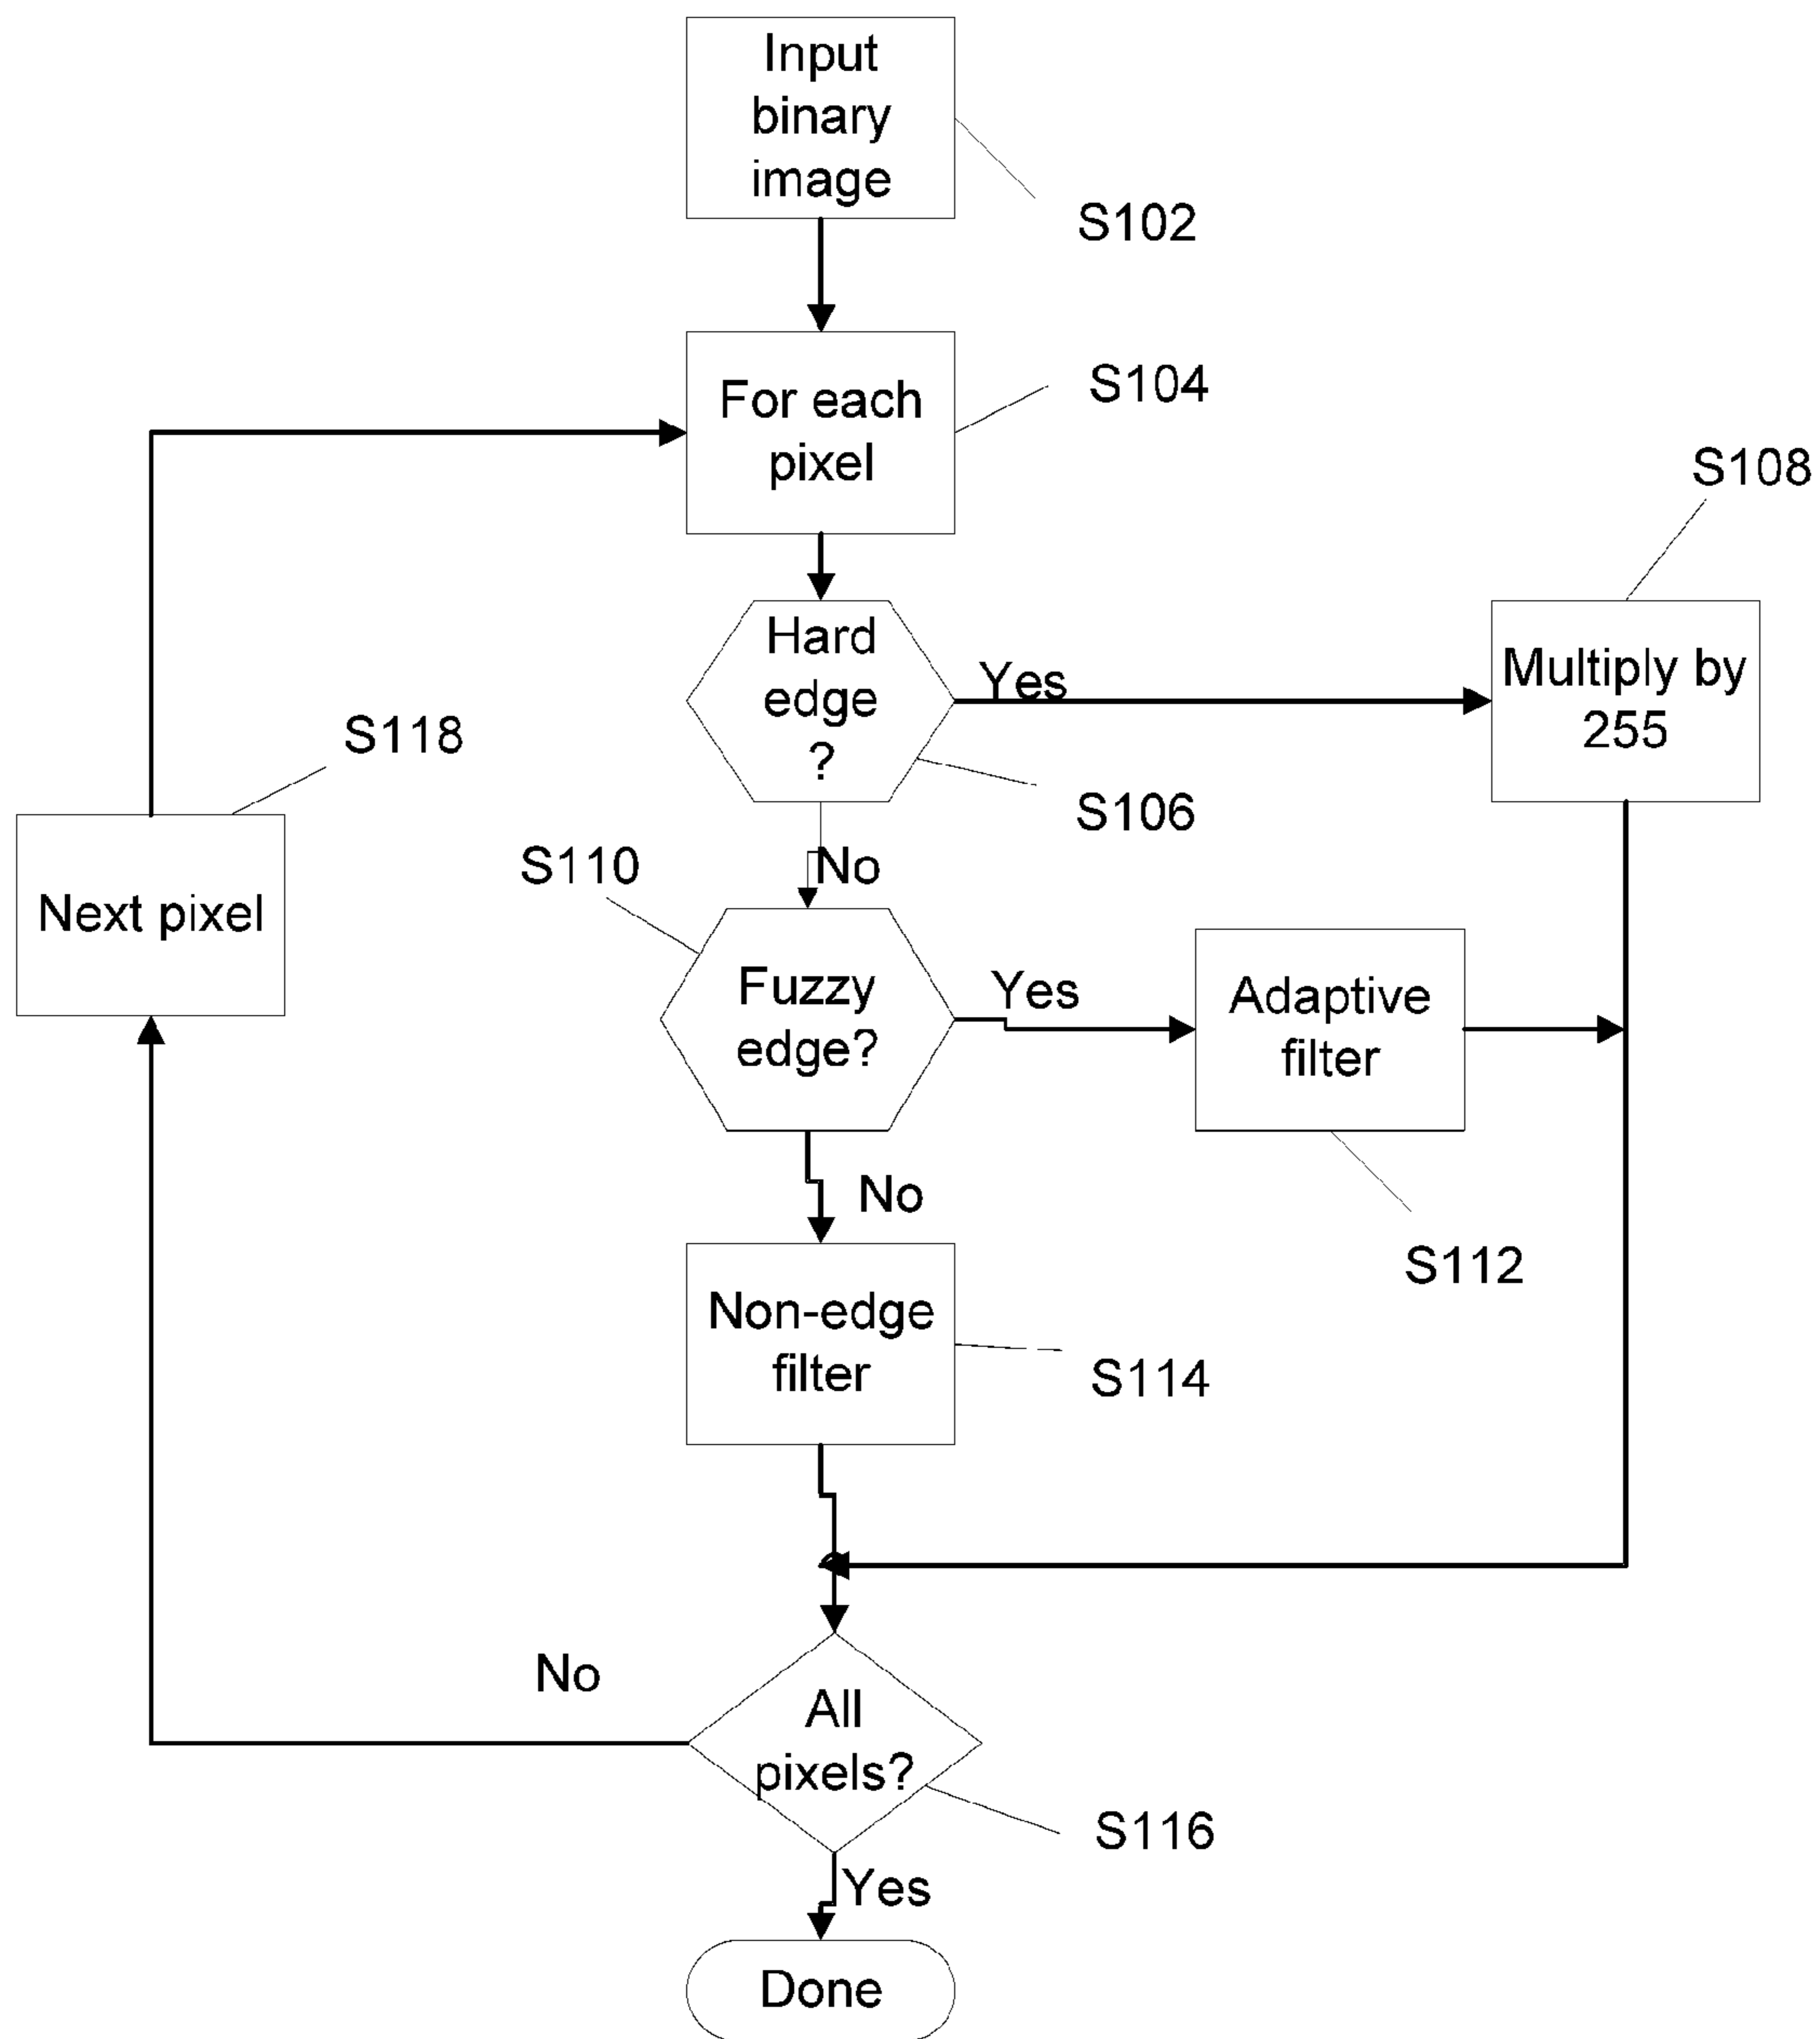 Input
binary
image
S102
For each
pixel
S104
Hard
edge
?
S106
Yes
Multiply by
255
S108
No
Fuzzy
edge?
S110
Yes
Adaptive
filter
S112
No
Non-edge
filter
S114
All
pixels?
S116
No
Next pixel
S118
Yes
Done